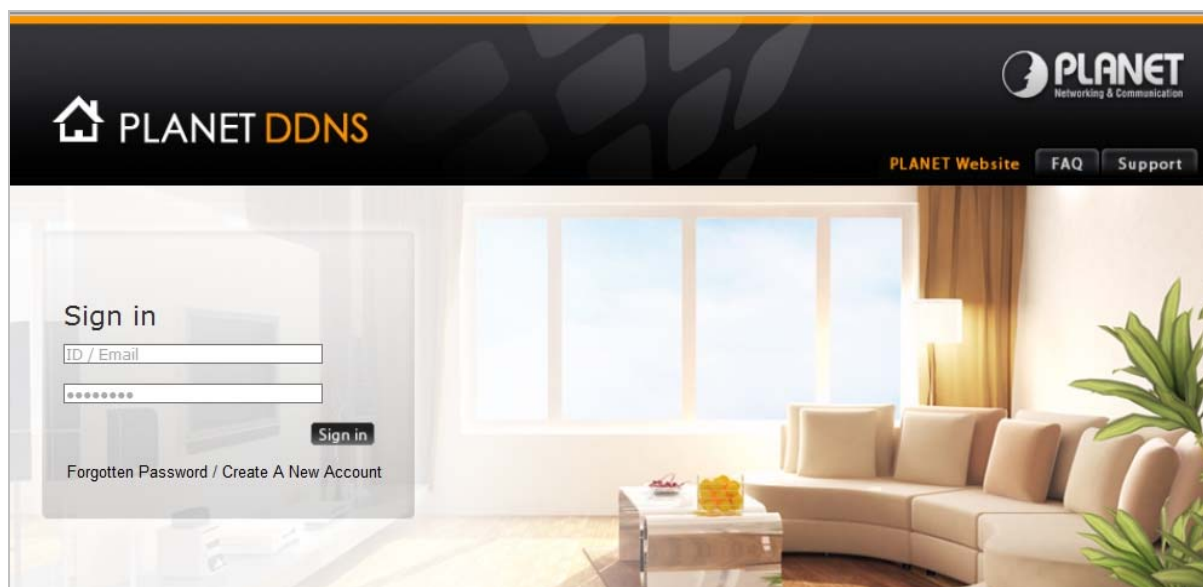 PLANET
Networking & Communication
PLANET DDNS
PLANET Website
FAQ
Support
Sign in
ID / Email
••••••••
Sign in
Forgotten Password / Create A New Account